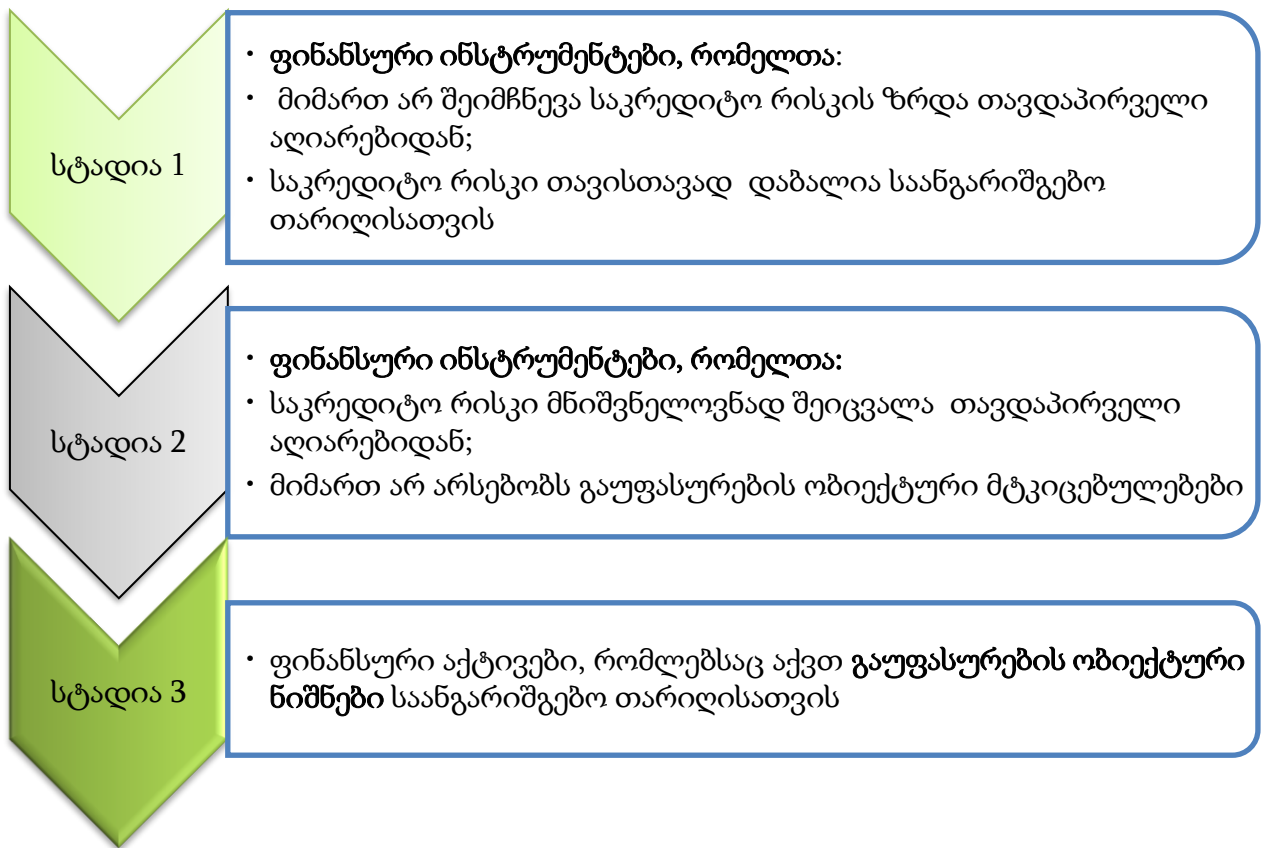 სტადია 1
· ფინანსური ინსტრუმენტები, რომელთა:
· მიმართ არ შეიმჩნევა საკრედიტო რისკის ზრდა თავდაპირველი
აღიარებიდან;
· საკრედიტო რისკი თავისთავად დაბალია საანგარიშგებო
თარიღისათვის
სტადია 2
· ფინანსური ინსტრუმენტები, რომელთა:
· საკრედიტო რისკი მნიშვნელოვნად შეიცვალა თავდაპირველი
აღიარებიდან;
· მიმართ არ არსებობს გაუფასურების ობიექტური მტკიცებულებები
სტადია 3
· ფინანსური აქტივები, რომლებსაც აქვთ გაუფასურების ობიექტური
ნიშნები საანგარიშგებო თარიღისათვის